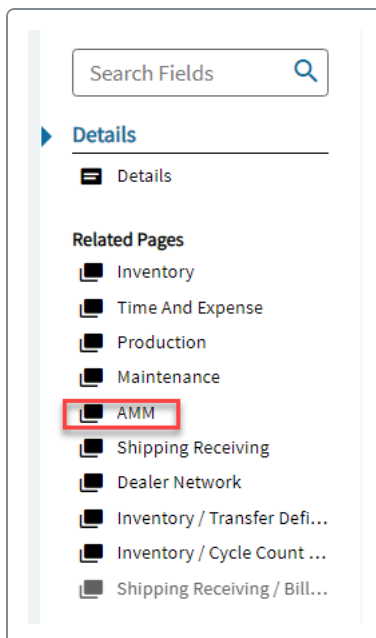 Search Fields
Details
Details
Related Pages
Inventory
Time And Expense
Production
Maintenance
AMM
Shipping Receiving
Dealer Network
Inventory / Transfer Defi...
Inventory / Cycle Count ...
Shipping Receiving / Bill...